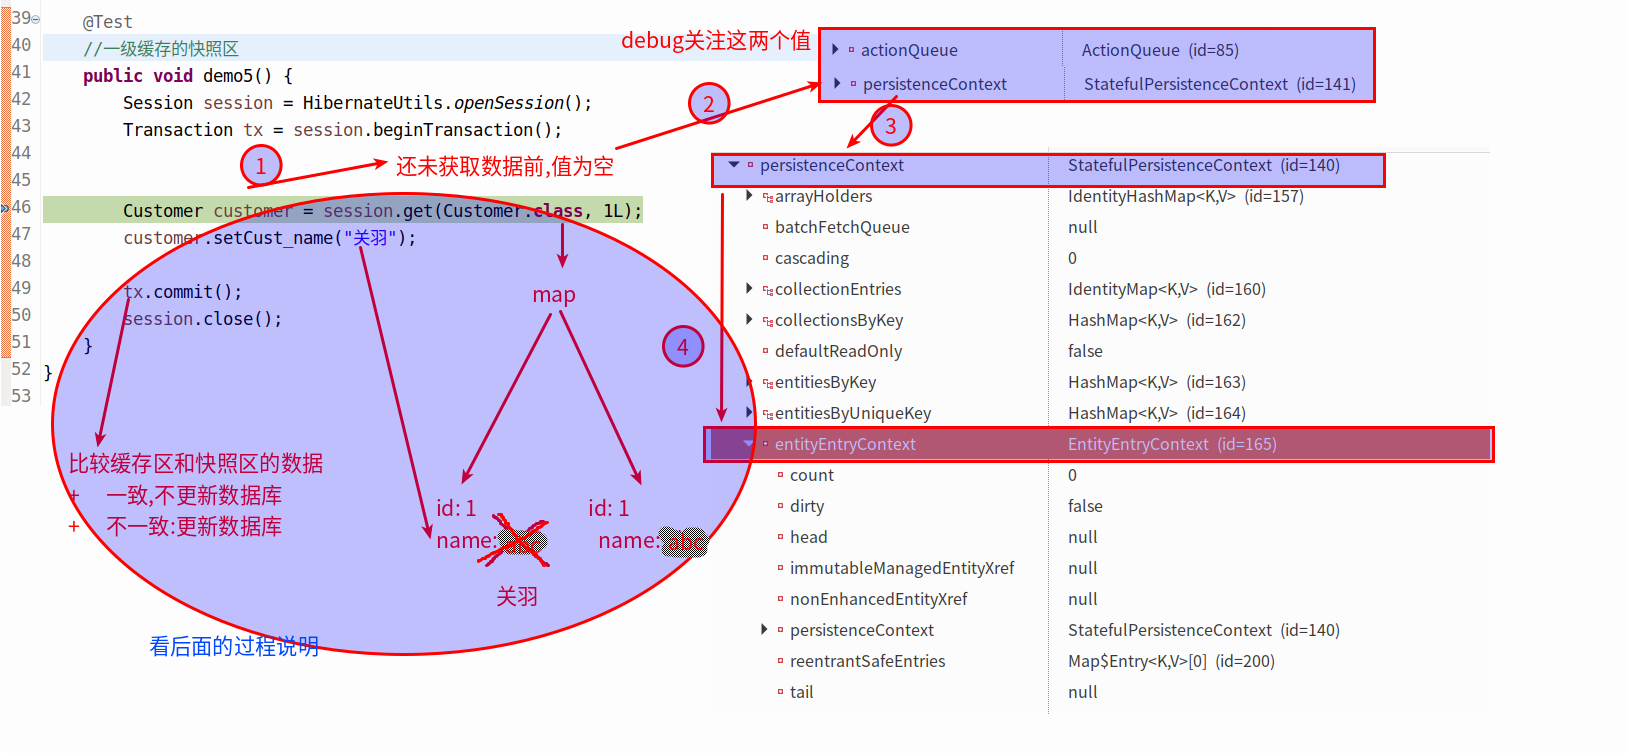 39 @Test
40 //一级缓存的快照区
41 public void demo5() {
42 Session session = HibernateUtils.openSession();
43 Transaction tx = session.beginTransaction();
44
45
46 Customer customer = session.get(Customer.class, 1L);
47 customer.setCust_name("关羽");
48
49 tx.commit();
50 session.close();
51 }
52 }
53
debug关注这两个值
actionQueue ActionQueue (id=85)
persistenceContext StatefulPersistenceContext (id=141)
1
还未获取数据前,值为空
2
3
4
map
id: 1
name:
关羽
id: 1
name: abc
比较缓存区和快照区的数据
+ 一致,不更新数据库
+ 不一致:更新数据库
看后面的过程说明
persistenceContext StatefulPersistenceContext (id=140)
arrayHolders IdentityHashMap<K,V> (id=157)
batchFetchQueue null
cascading 0
collectionEntries IdentityMap<K,V> (id=160)
collectionsByKey HashMap<K,V> (id=162)
defaultReadOnly false
entitiesByKey HashMap<K,V> (id=163)
entitiesByUniqueKey HashMap<K,V> (id=164)
entityEntryContext EntityEntryContext (id=165)
count 0
dirty false
head null
immutableManagedEntityXref null
nonEnhancedEntityXref null
persistenceContext StatefulPersistenceContext (id=140)
reentrantSafeEntries Map$Entry<K,V>[0] (id=200)
tail null